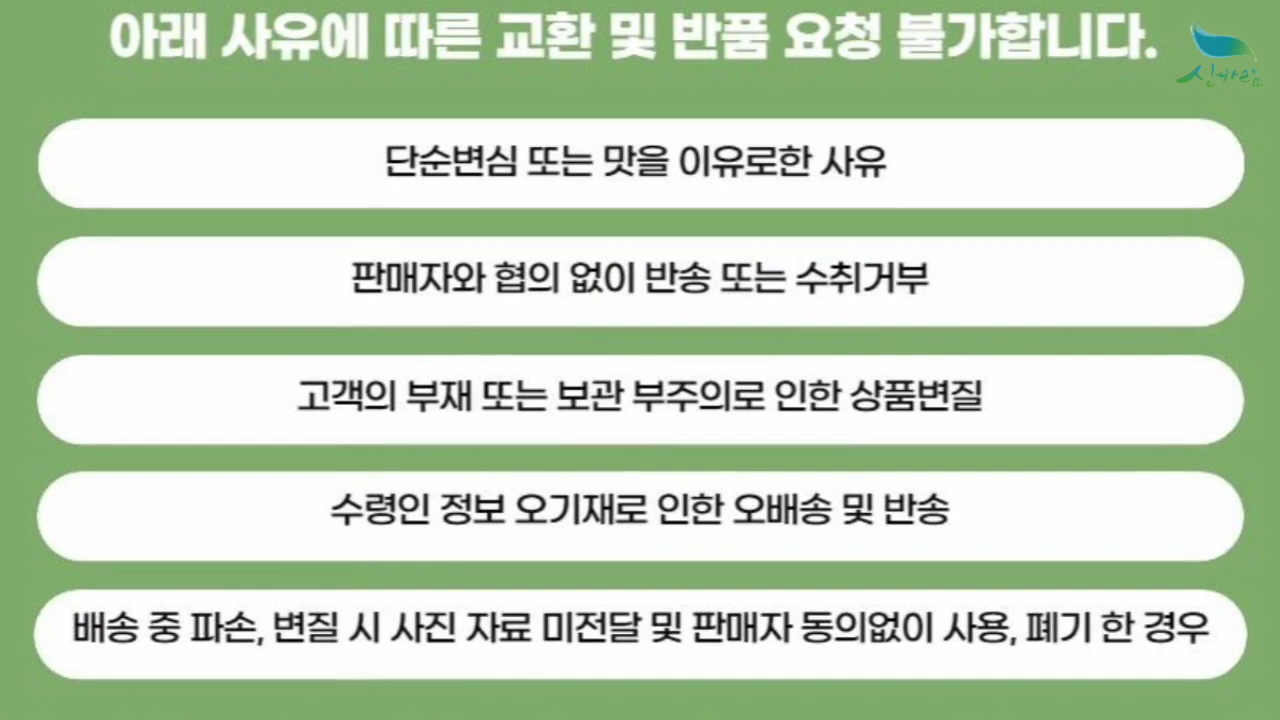 아래 사유에 따른 교환 및 반품 요청 불가합니다.
신바람
단순변심 또는 맛을 이유로한 사유
판매자와 협의 없이 반송 또는 수취거부
고객의 부재 또는 보관 부주의로 인한 상품변질
수령인 정보 오기재로 인한 오배송 및 반송
배송 중 파손, 변질 시 사진 자료 미전달 및 판매자 동의없이 사용, 폐기 한 경우